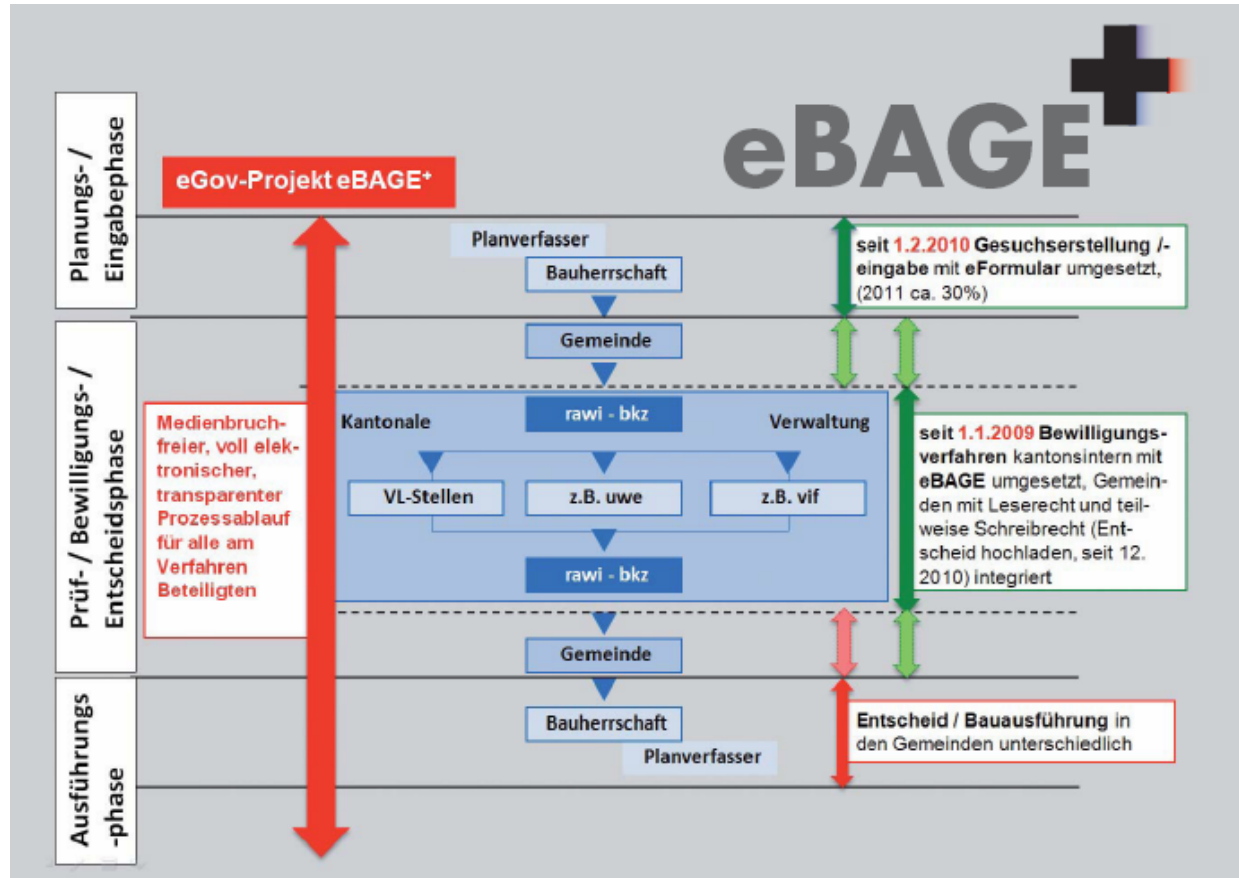 eBAGE+
Planungs- /
Eingabephase
eGov-Projekt eBAGE+
Planverfasser
Bauherrschaft
seit 1.2.2010 Gesuchserstellung /-
eingabe mit eFormular umgesetzt,
(2011 ca. 30%)
Prüf- / Bewilligungs- /
Entscheidsphase
Gemeinde
Medienbruch-
freier, voll elek-
tronischer,
transparenter
Prozessablauf
für alle am
Verfahren
Beteiligten
Kantonale
rawi - bkz
Verwaltung
VL-Stellen
z.B. uwe
z.B. vif
rawi - bkz
seit 1.1.2009 Bewilligungs-
verfahren kantonsintern mit
eBAGE umgesetzt, Gemein-
den mit Leserecht und teil-
weise Schreibrecht (Ent-
scheid hochladen, seit 12.
2010) integriert
Gemeinde
Ausführungs
-phase
Bauherrschaft
Planverfasser
Entscheid / Bauausführung in
den Gemeinden unterschiedlich